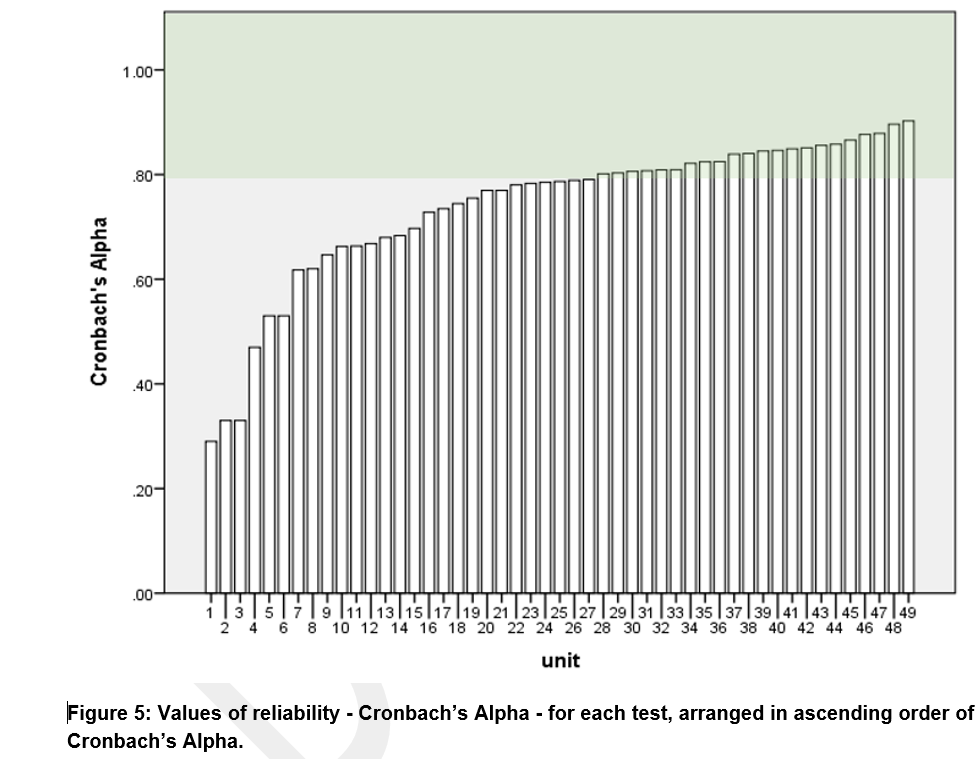 1.00
.80
.60
.40
.20
.00
Cronbach's Alpha
1 3 5 7 9 11 13 15 17 19 21 23 25 27 29 31 33 35 37 39 41 43 45 47 49
2 4 6 8 10 12 14 16 18 20 22 24 26 28 30 32 34 36 38 40 42 44 46 48
unit
Figure 5: Values of reliability - Cronbach’s Alpha - for each test, arranged in ascending order of
Cronbach’s Alpha.